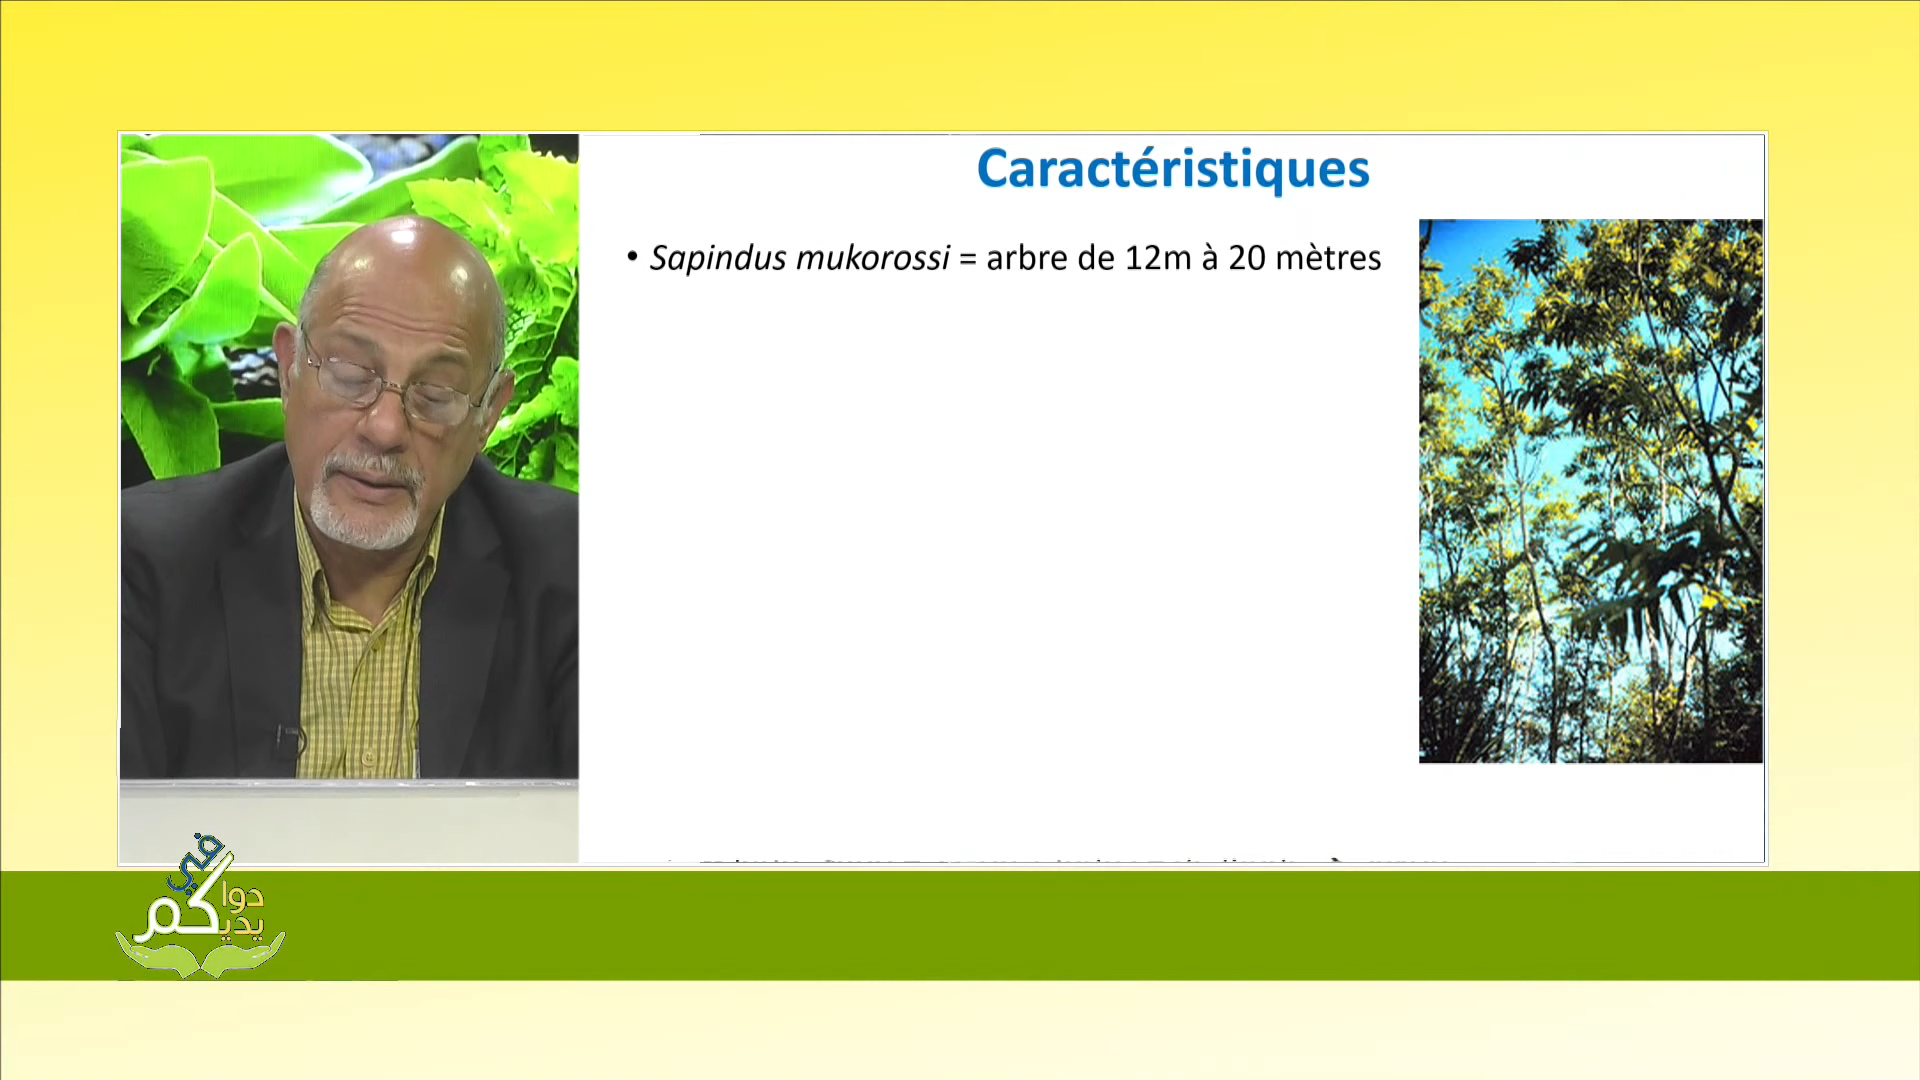 Caractéristiques
• Sapindus mukorossi = arbre de 12m à 20 mètres
دوا في
يديكم